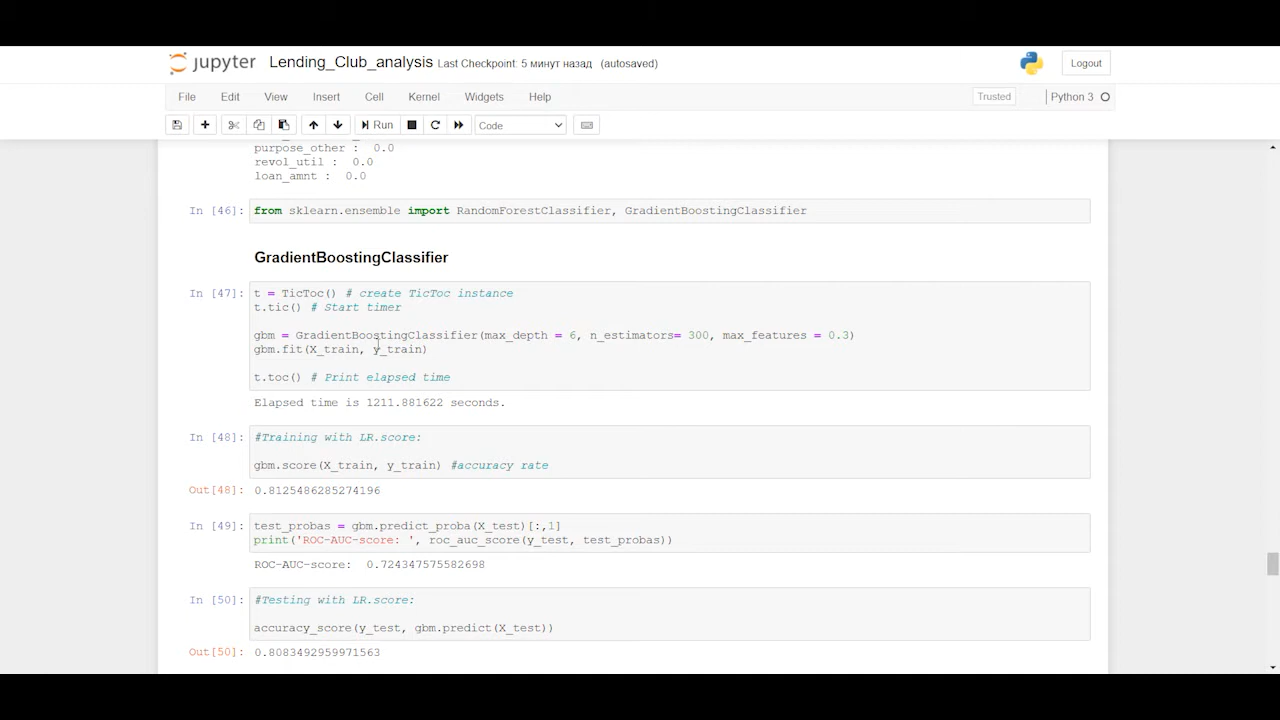 jupyter Lending_Club_analysis Last Checkpoint: 5 минут назад (autosaved) Logout
File Edit View Insert Cell Kernel Widgets Help Trusted Python 3
Run Code
purpose_other : 0.0
revol_util : 0.0
loan_amnt : 0.0
In [46]: from sklearn.ensemble import RandomForestClassifier, GradientBoostingClassifier
GradientBoostingClassifier
In [47]: t = TicToc() # create TicToc instance
t.tic() # Start timer
gbm = GradientBoostingClassifier(max_depth = 6, n_estimators= 300, max_features = 0.3)
gbm.fit(X_train, y_train)
t.toc() # Print elapsed time
Elapsed time is 1211.881622 seconds.
In [48]: #Training with LR.score:
gbm.score(X_train, y_train) #accuracy rate
Out[48]: 0.8125486285274196
In [49]: test_probas = gbm.predict_proba(X_test)[:,1]
print('ROC-AUC-score: ', roc_auc_score(y_test, test_probas))
ROC-AUC-score: 0.724347575582698
In [50]: #Testing with LR.score:
accuracy_score(y_test, gbm.predict(X_test))
Out[50]: 0.8083492959971563